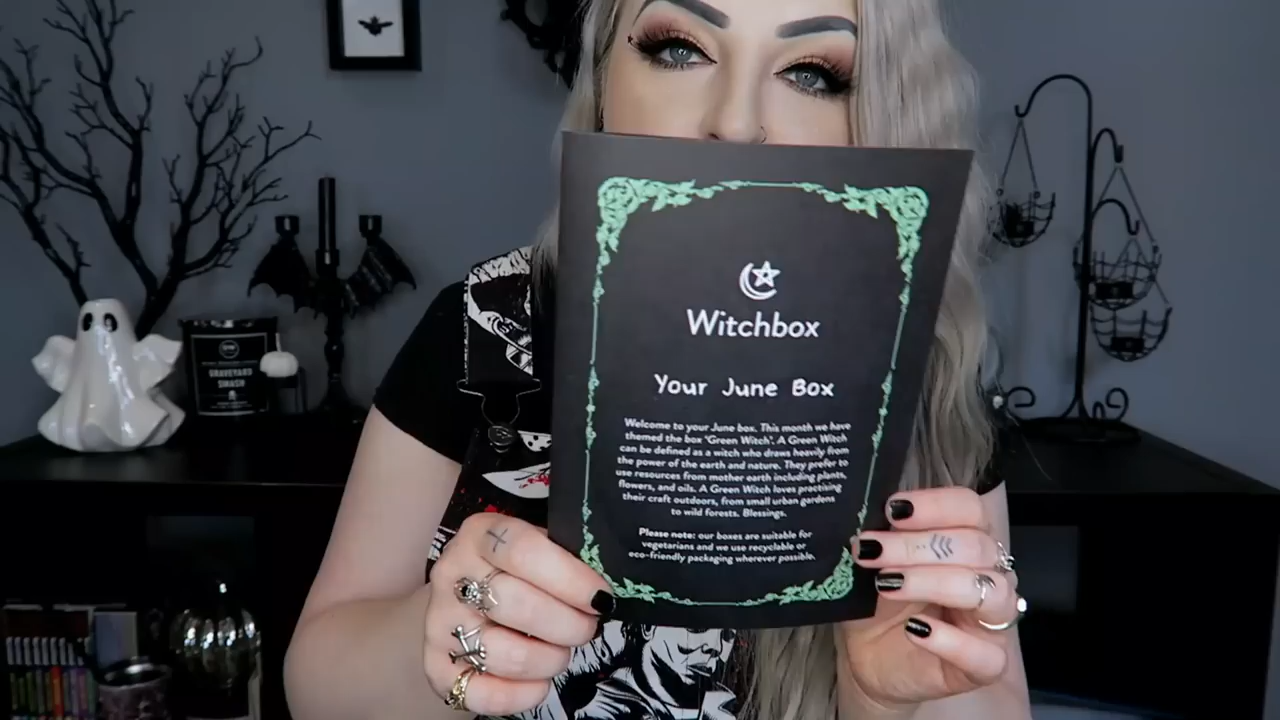 Witchbox
Your June Box
Welcome to your June box. This month we have
themed the box 'Green Witch'. A Green Witch
can be defined as a witch who draws heavily from
the power of the earth and nature. They prefer to
use resources from mother earth including plants,
flowers, and oils. A Green Witch loves practising
their craft outdoors, from small urban gardens
to wild forests. Blessings.
Please note: our boxes are suitable for
vegetarians and we use recyclable or
eco-friendly packaging wherever possible.
GRAVEYARD
SMASH